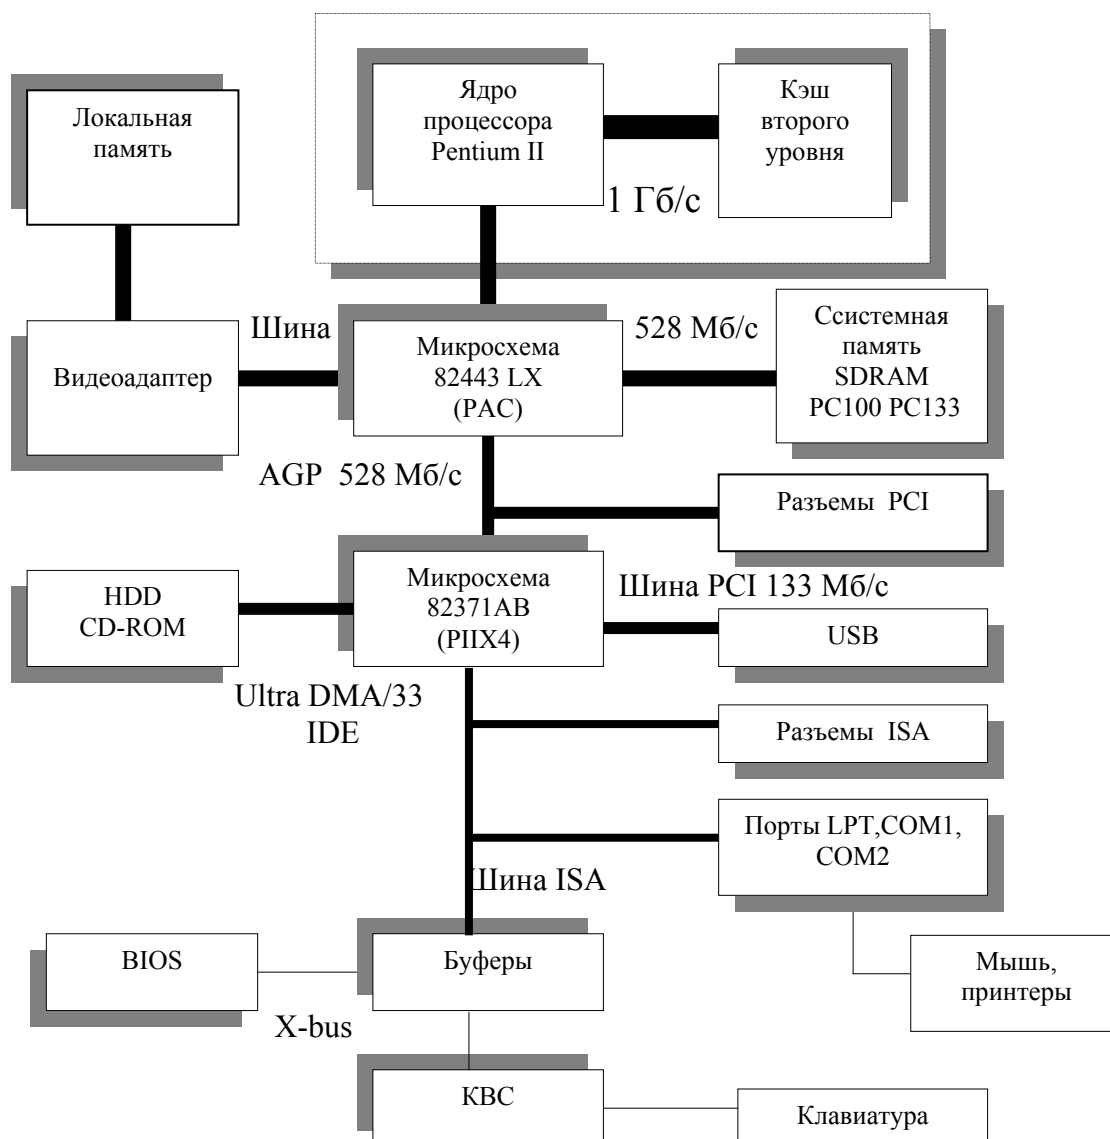 Ядро
процессора
Pentium II
Кэш
второго
уровня
1 Гб/с
Локальная
память
Шина
528 Мб/с
Ссистемная
память
SDRAM
PC100 PC133
Микросхема
82443 LX
(PAC)
Видеоадаптер
AGP 528 Мб/с
Разъемы PCI
Микросхема
82371AB
(PIIX4)
Шина PCI 133 Мб/с
HDD
CD-ROM
USB
Ultra DMA/33
IDE
Разъемы ISA
Порты LPT,COM1,
COM2
Шина ISA
BIOS
Буферы
Мышь,
принтеры
X-bus
КВС
Клавиатура